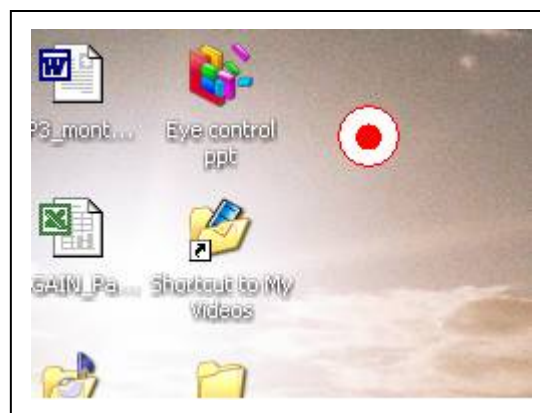 P3_mont...
Eye control
ppt
GAIN_Pa...
Shortcut to My
Videos